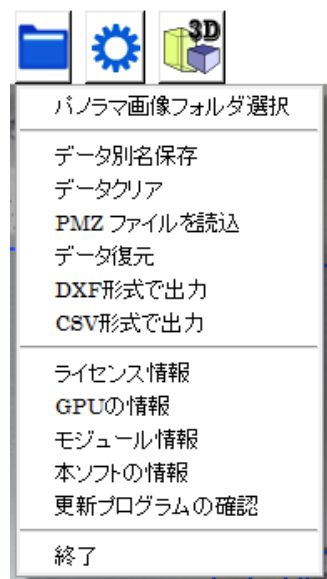 3D
パノラマ画像フォルダ選択
データ別名保存
データクリア
PMZ ファイルを読込
データ復元
DXF形式で出力
CSV形式で出力
ライセンス情報
GPUの情報
モジュール情報
本ソフトの情報
更新プログラムの確認
終了